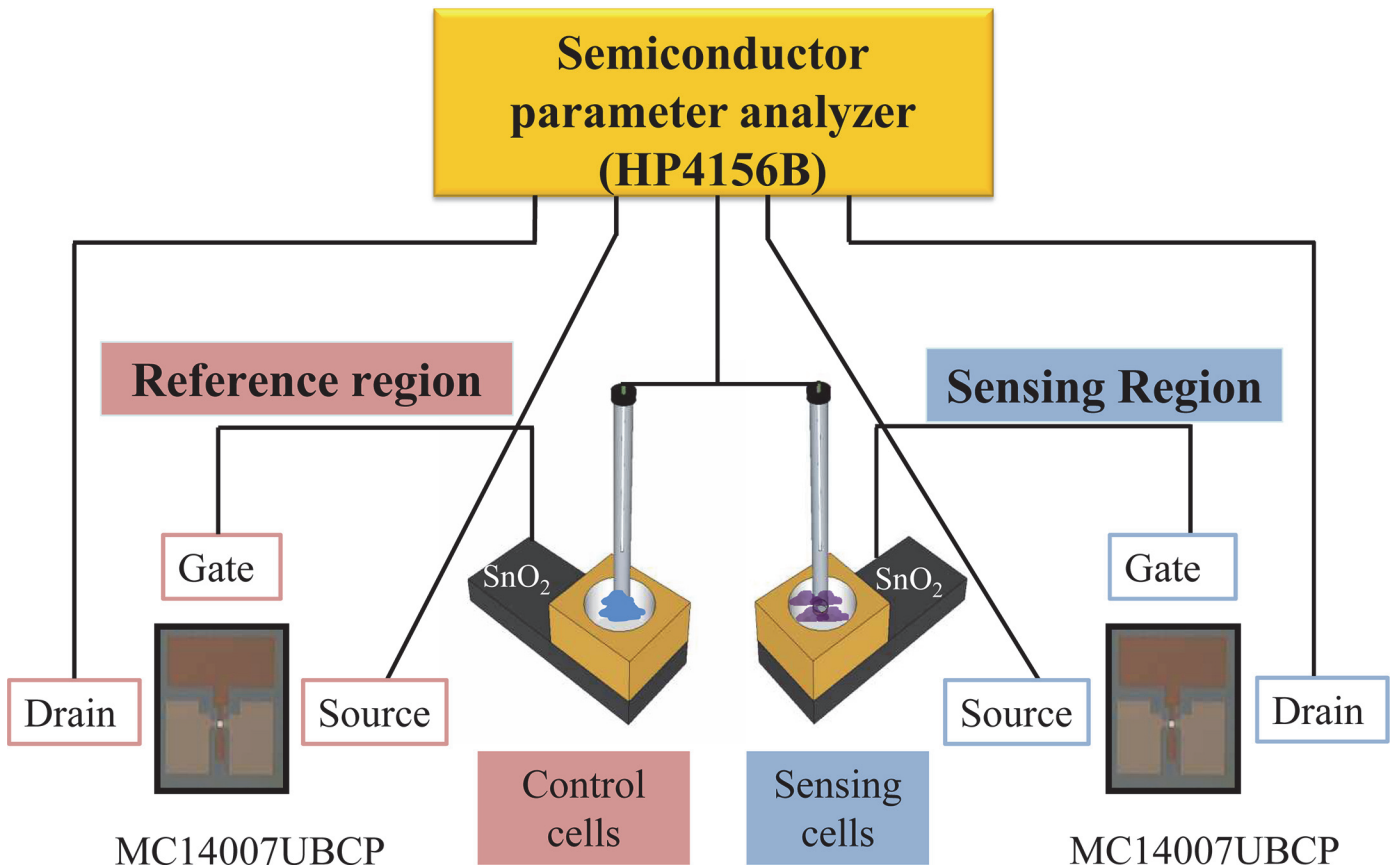 Semiconductor
parameter analyzer
(HP4156B)
Reference region
Sensing Region
Gate
SnO₂
SnO₂
Gate
Drain
Source
Source
Drain
Control
cells
Sensing
cells
MC14007UBCP
MC14007UBCP